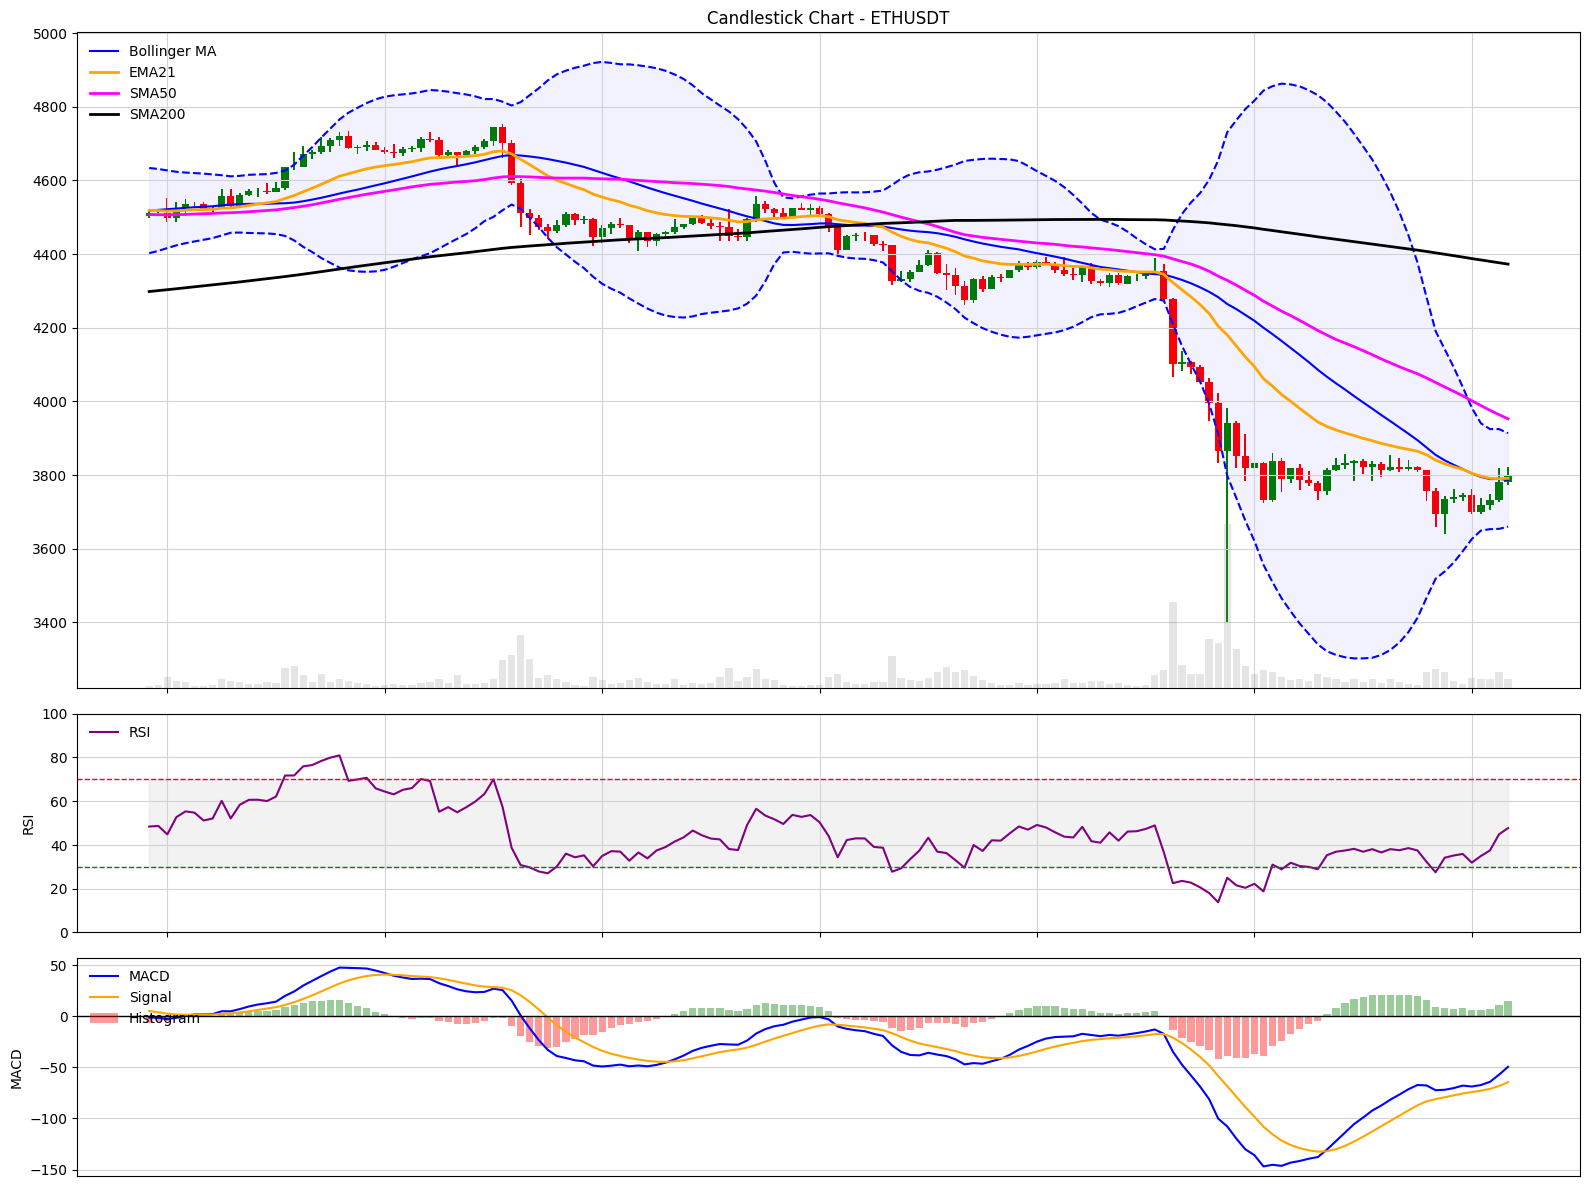 Candlestick Chart - ETHUSDT
5000
4800
4600
4400
4200
4000
3800
3600
3400
Bollinger MA
EMA21
SMA50
SMA200
100
80
60
40
20
0
RSI
RSI
50
0
−50
−100
−150
MACD
MACD
Signal
Histogram